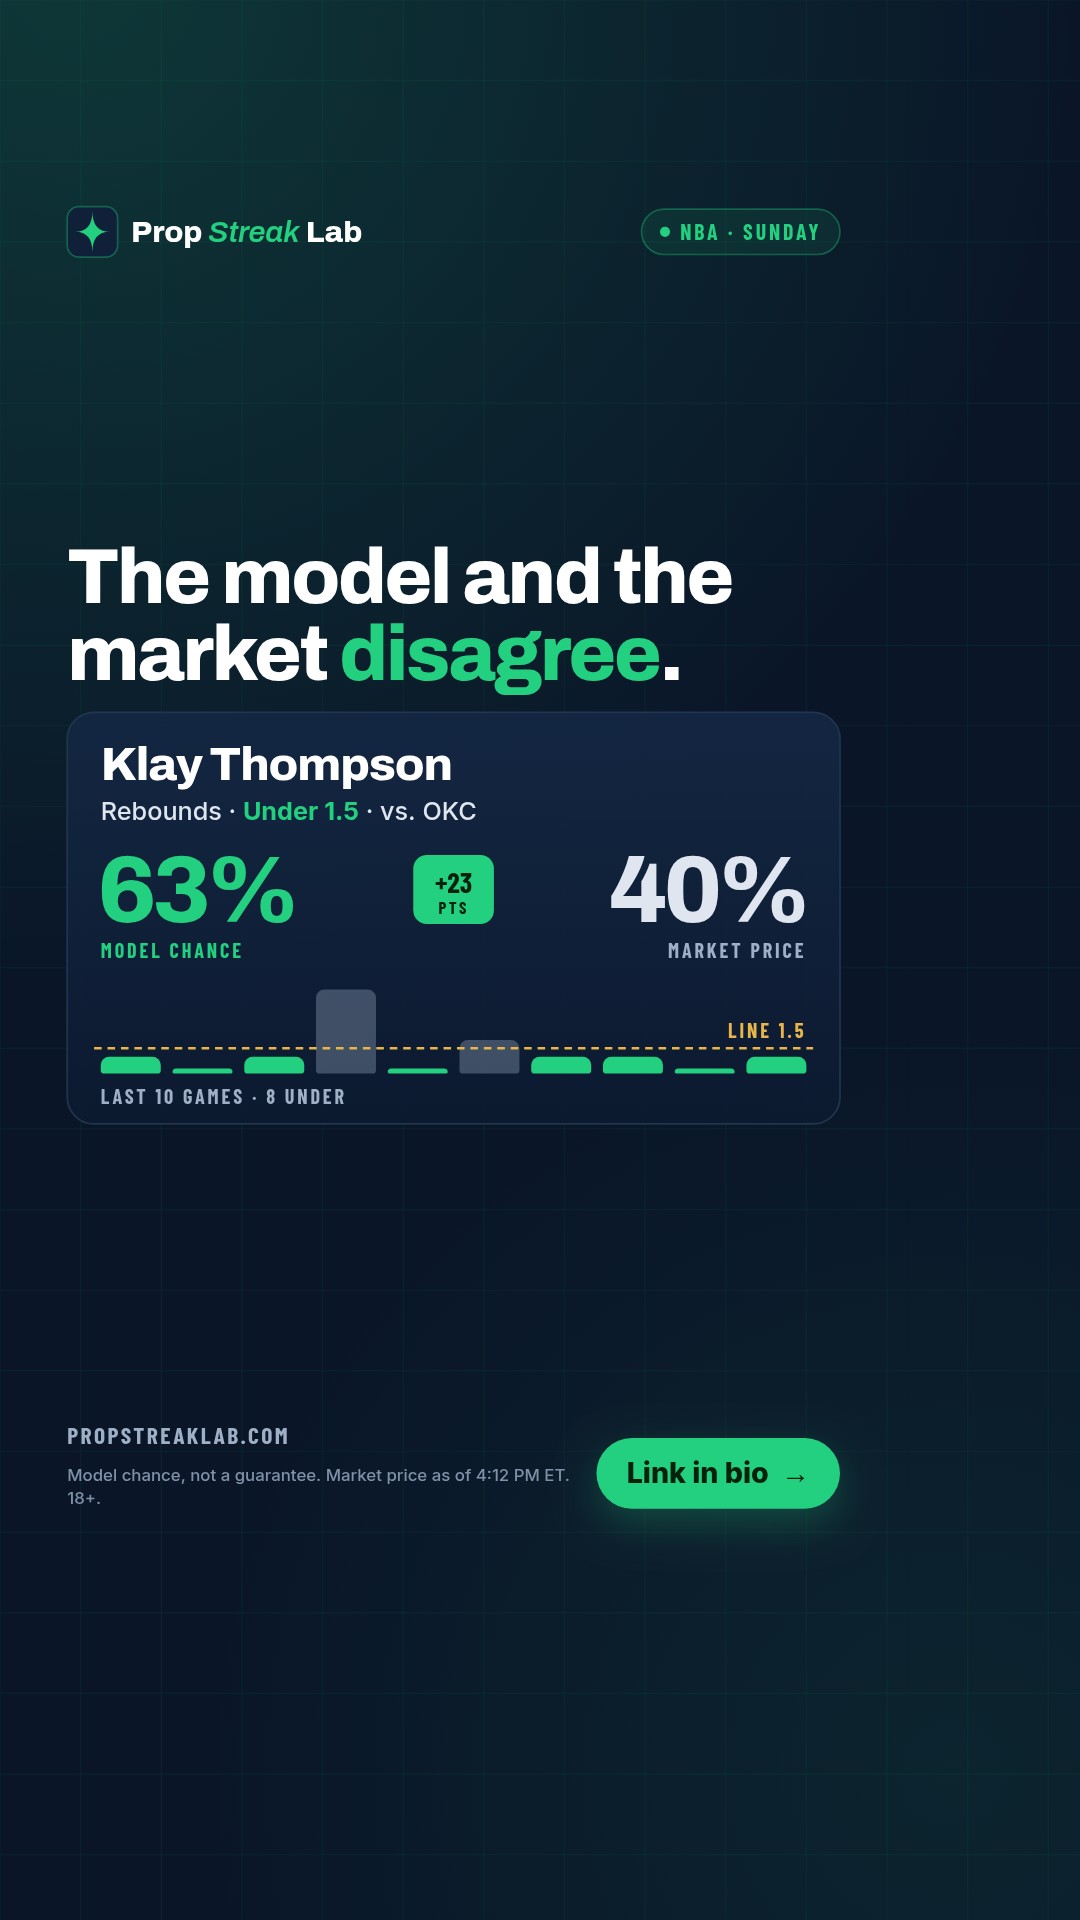 Prop Streak Lab
NBA · SUNDAY
The model and the
market disagree.
Klay Thompson
Rebounds · Under 1.5 · vs. OKC
63%
+23
PTS
40%
MODEL CHANCE
MARKET PRICE
LINE 1.5
LAST 10 GAMES · 8 UNDER
PROPSTREAKLAB.COM
Model chance, not a guarantee. Market price as of 4:12 PM ET.
18+.
Link in bio →